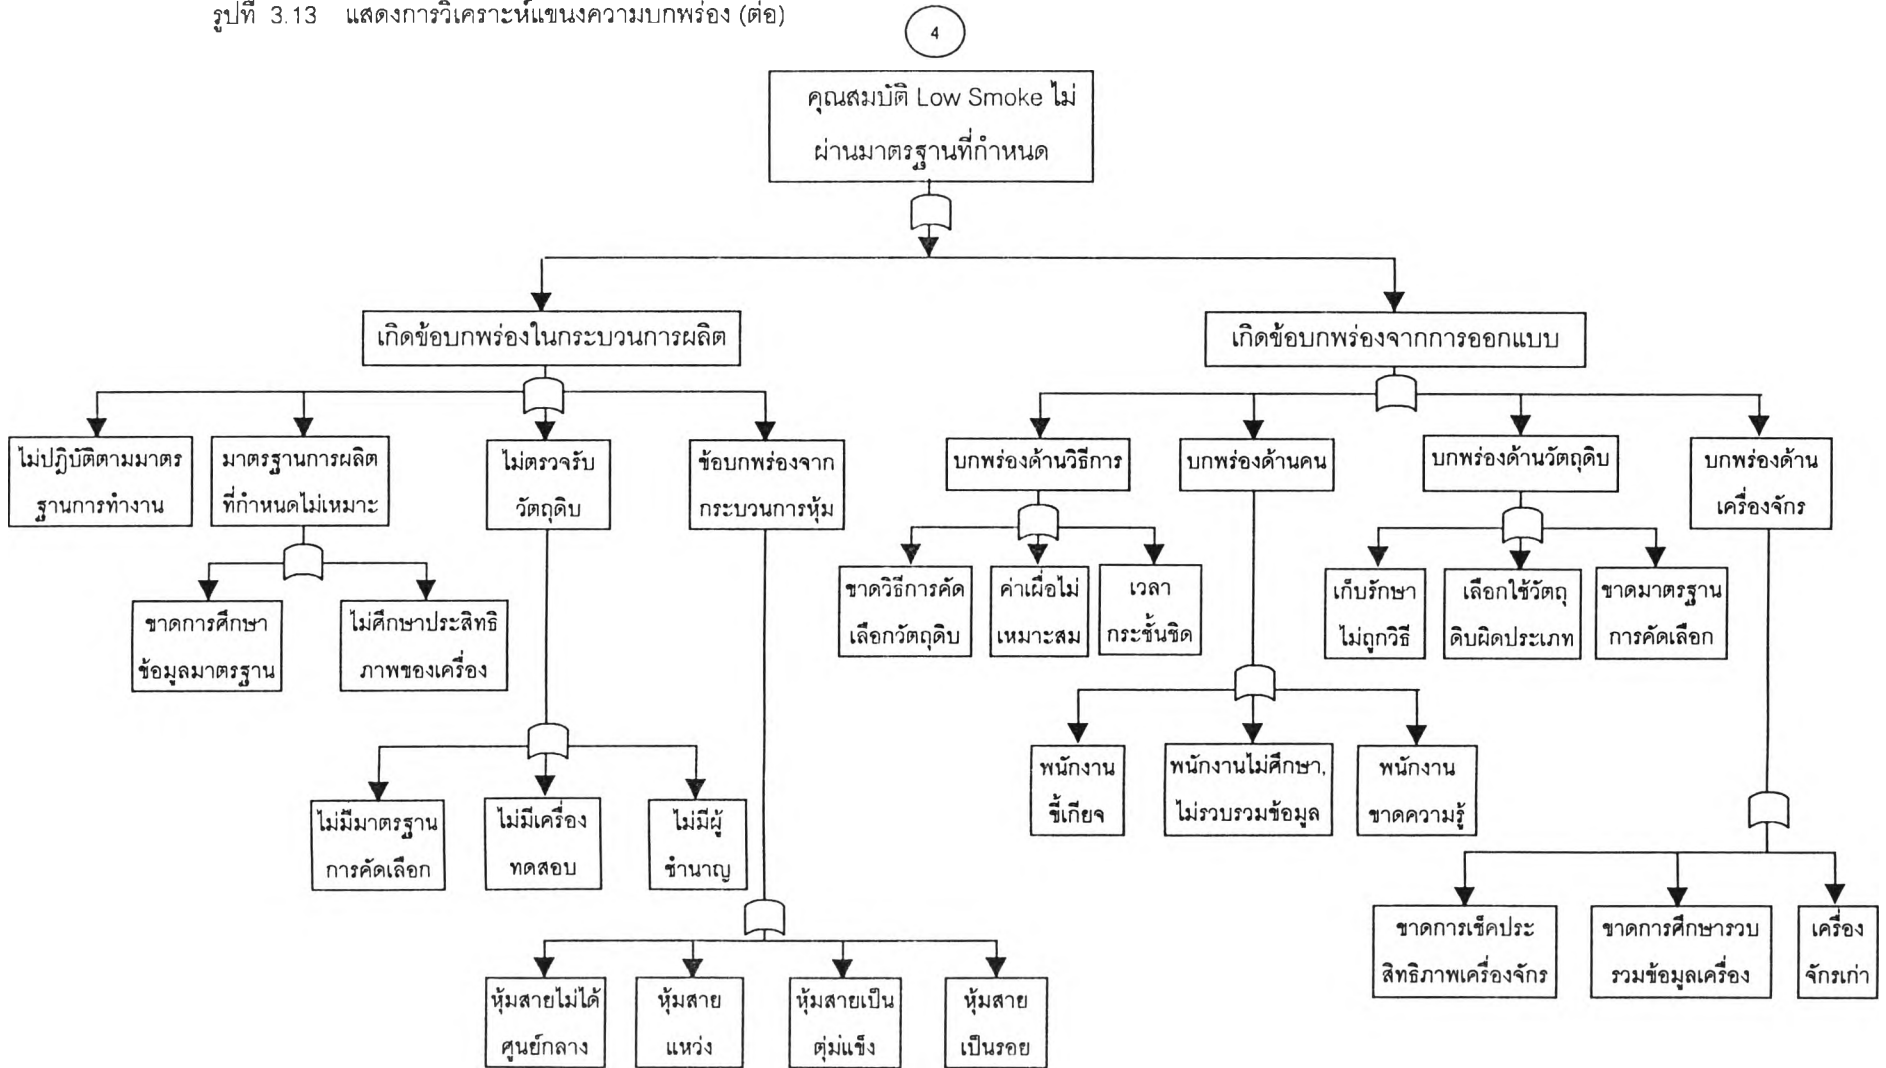 รูปที่ 3.13 แสดงการวิเคราะห์แขนงความบกพร่อง (ต่อ)
4
คุณสมบัติ Low Smoke ไม่
ผ่านมาตรฐานที่กำหนด
เกิดข้อบกพร่องในกระบวนการผลิต
เกิดข้อบกพร่องจากการออกแบบ
ไม่ปฏิบัติตามมาตร
ฐานการทำงาน
มาตรฐานการผลิต
ที่กำหนดไม่เหมาะ
ไม่ตรวจรับ
วัตถุดิบ
ข้อบกพร่องจาก
กระบวนการหุ้ม
บกพร่องด้านวิธีการ
บกพร่องด้านคน
บกพร่องด้านวัตถุดิบ
บกพร่องด้าน
เครื่องจักร
ขาดการศึกษา
ข้อมูลมาตรฐาน
ไม่ศึกษาประสิทธิ
ภาพของเครื่อง
ขาดวิธีการคัด
เลือกวัตถุดิบ
ค่าเผื่อไม่
เหมาะสม
เวลา
กระชั้นชิด
เก็บรักษา
ไม่ถูกวิธี
เลือกใช้วัตถุ
ดิบผิดประเภท
ขาดมาตรฐาน
การคัดเลือก
ไม่มีมาตรฐาน
การคัดเลือก
ไม่มีเครื่อง
ทดสอบ
ไม่มีผู้
ชำนาญ
พนักงาน
ขี้เกียจ
พนักงานไม่ศึกษา,
ไม่รวบรวมข้อมูล
พนักงาน
ขาดความรู้
หุ้มสายไม่ได้
ศูนย์กลาง
หุ้มสาย
แหว่ง
หุ้มสายเป็น
ตุ่มแข็ง
หุ้มสาย
เป็นรอย
ขาดการเช็คประ
สิทธิภาพเครื่องจักร
ขาดการศึกษารวบ
รวมข้อมูลเครื่อง
เครื่อง
จักรเก่า